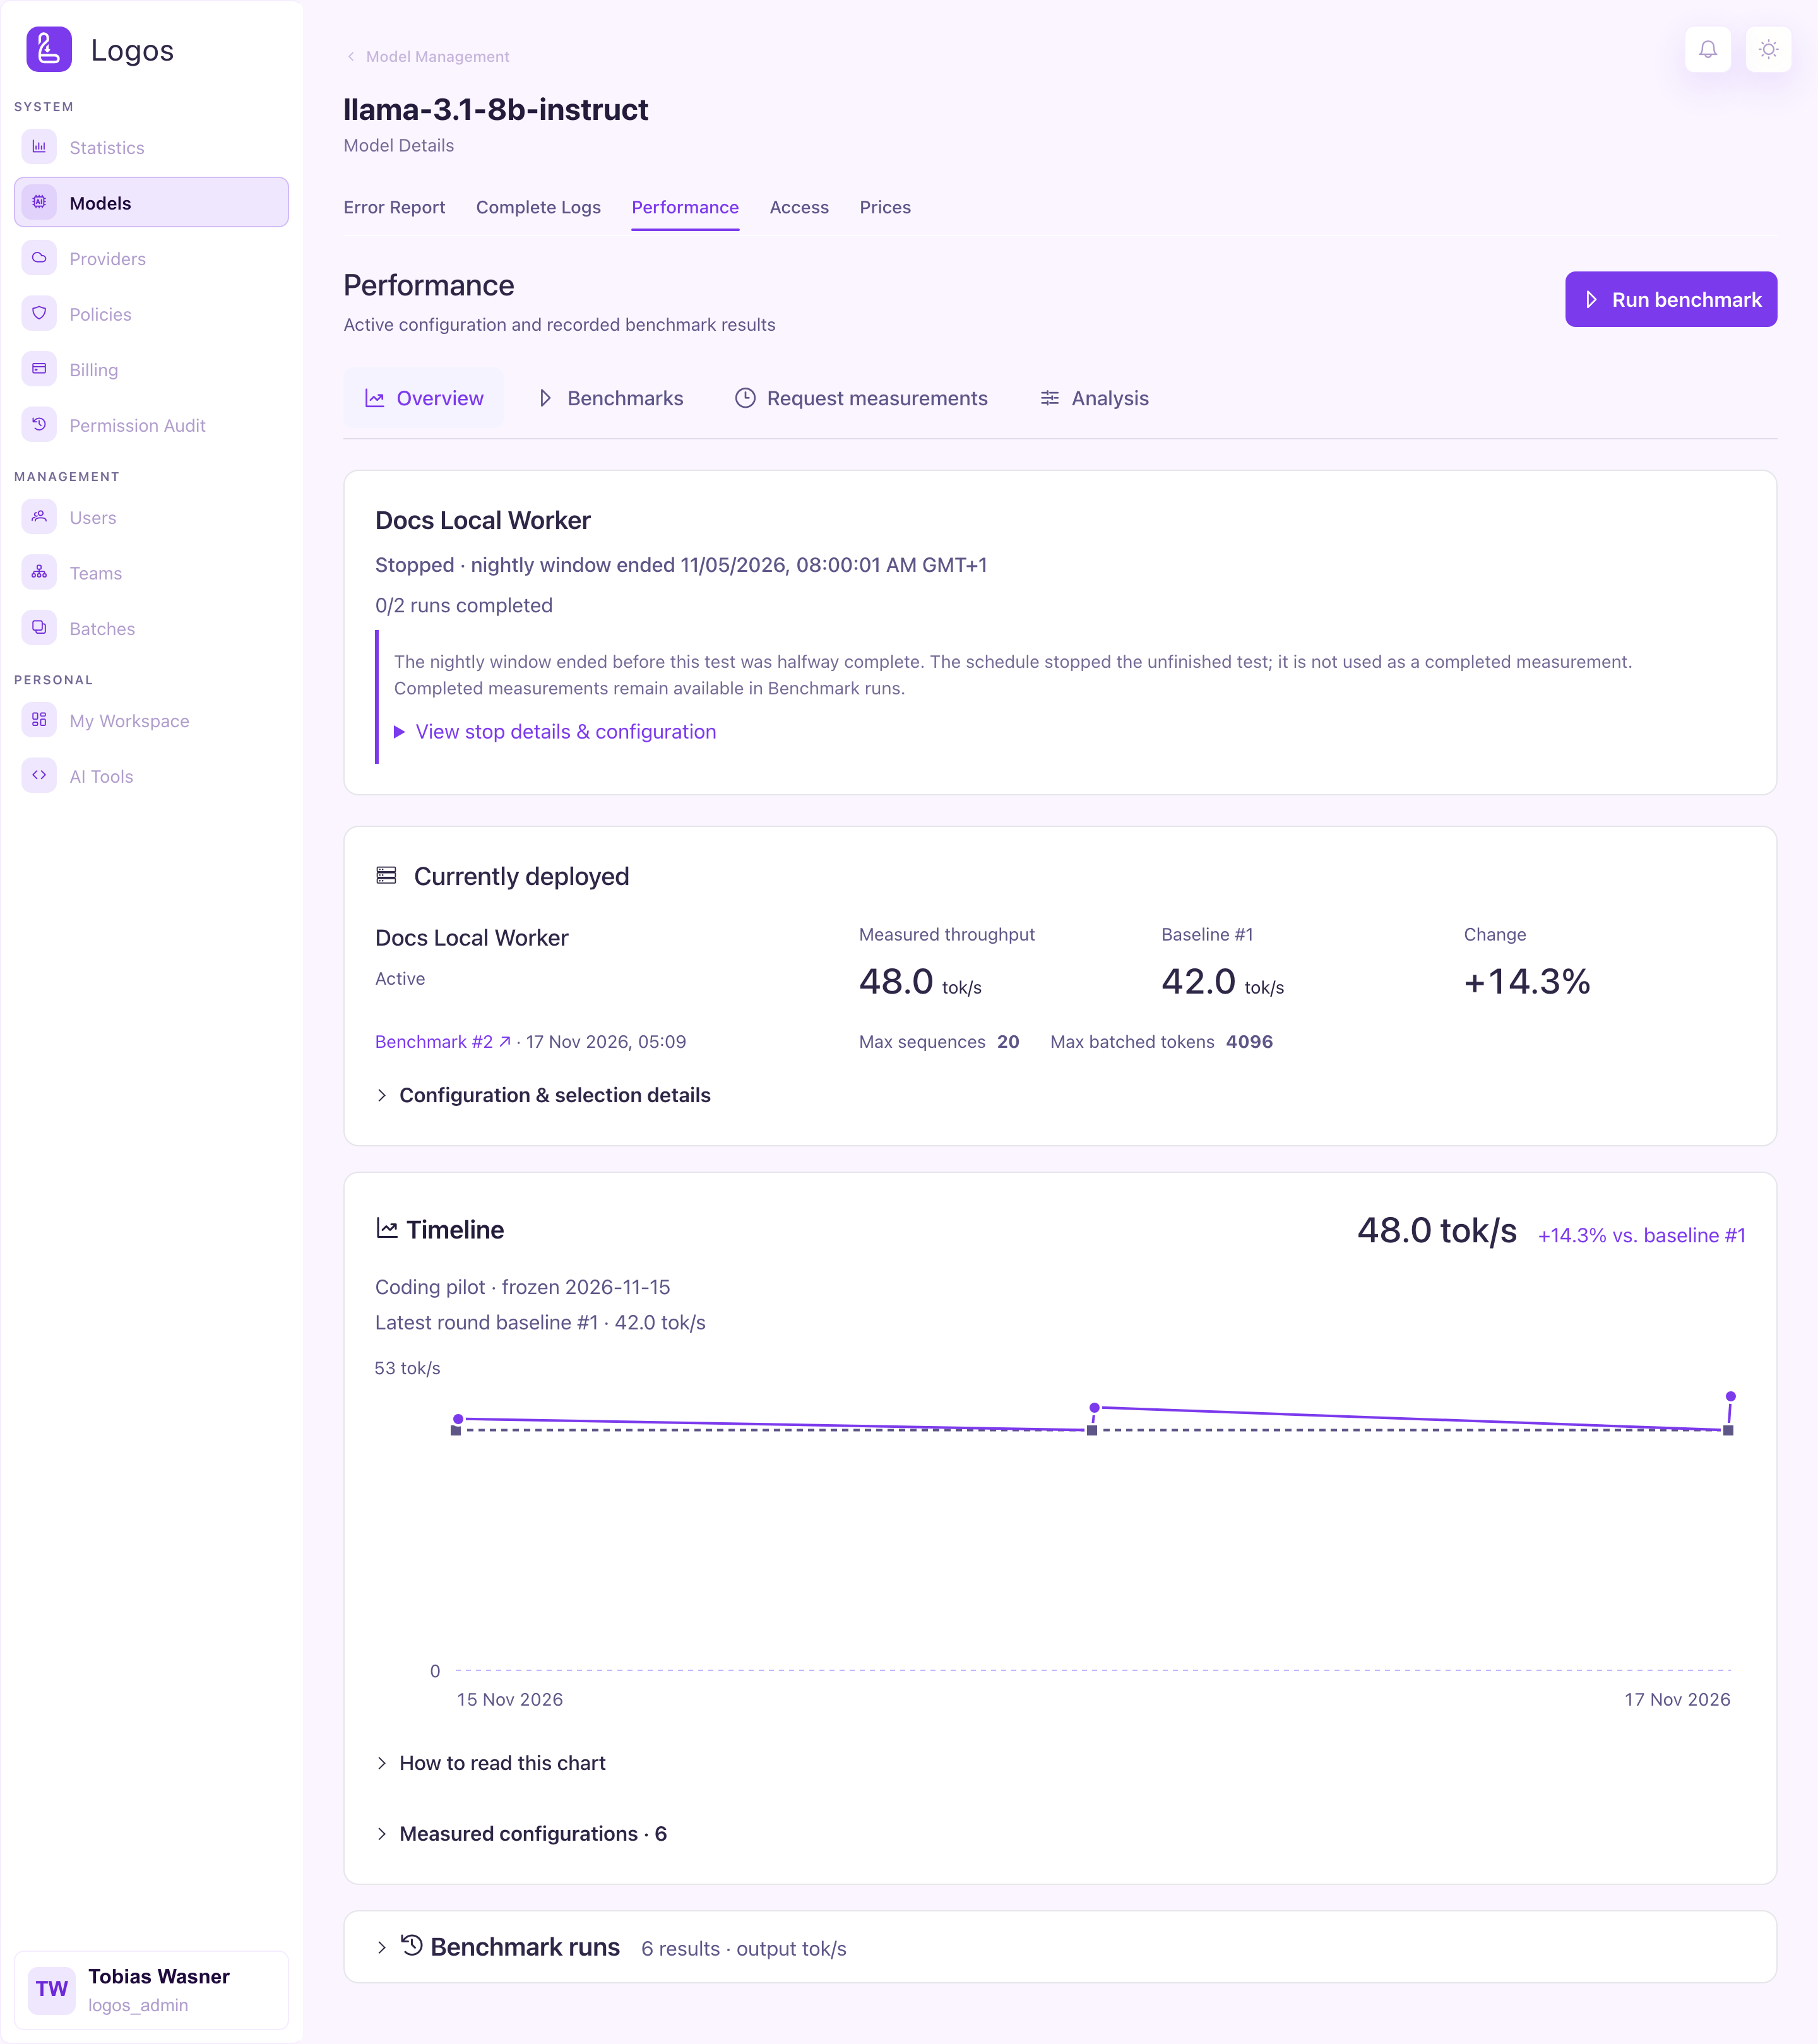 Logos
SYSTEM
Statistics
Models
Providers
Policies
Billing
Permission Audit
MANAGEMENT
Users
Teams
Batches
PERSONAL
My Workspace
AI Tools
TW
Tobias Wasner
logos_admin
Model Management
llama-3.1-8b-instruct
Model Details
Error Report Complete Logs Performance Access Prices
Performance
Active configuration and recorded benchmark results
Run benchmark
Overview Benchmarks Request measurements Analysis
Docs Local Worker
Stopped · nightly window ended 11/05/2026, 08:00:01 AM GMT+1
0/2 runs completed
The nightly window ended before this test was halfway complete. The schedule stopped the unfinished test; it is not used as a completed measurement.
Completed measurements remain available in Benchmark runs.
View stop details & configuration
Currently deployed
Docs Local Worker
Active
Measured throughput
48.0 tok/s
Baseline #1
42.0 tok/s
Change
+14.3%
Benchmark #2 ↗ · 17 Nov 2026, 05:09
Max sequences 20 Max batched tokens 4096
Configuration & selection details
Timeline
48.0 tok/s +14.3% vs. baseline #1
Coding pilot · frozen 2026-11-15
Latest round baseline #1 · 42.0 tok/s
53 tok/s
0
15 Nov 2026 17 Nov 2026
How to read this chart
Measured configurations · 6
Benchmark runs 6 results · output tok/s